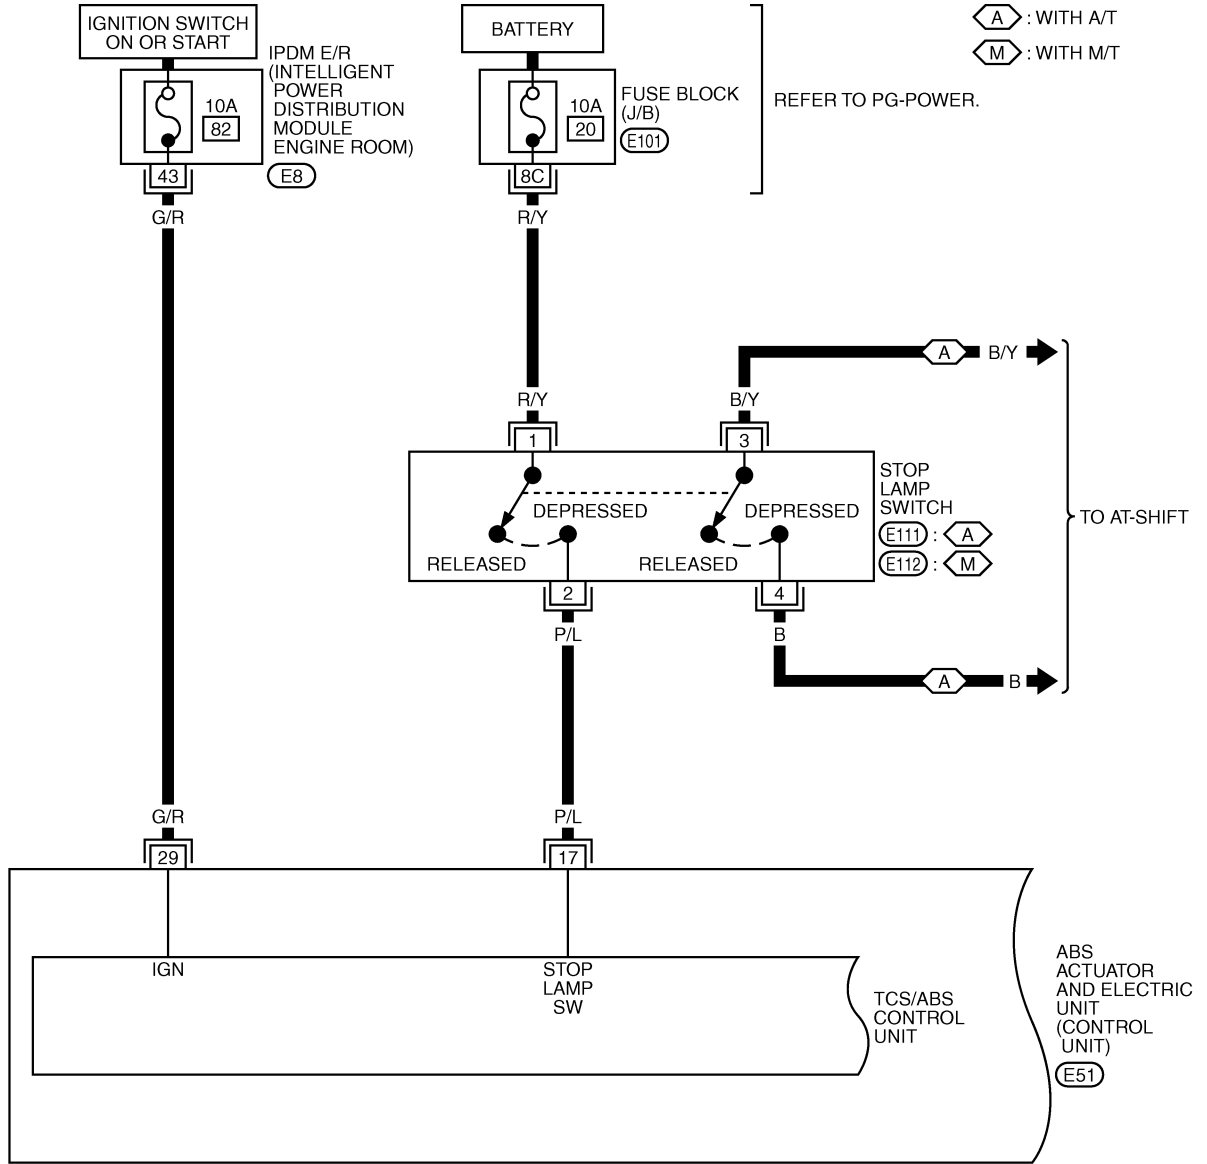 IGNITION SWITCH
ON OR START
BATTERY
A : WITH A/T
M : WITH M/T
IPDM E/R
(INTELLIGENT
POWER
DISTRIBUTION
MODULE
ENGINE ROOM)
E8
10A
82
43
10A
20
8C
FUSE BLOCK
(J/B)
E101
REFER TO PG-POWER.
G/R
R/Y
R/Y
B/Y
A
B/Y
1
3
DEPRESSED
RELEASED
DEPRESSED
RELEASED
STOP
LAMP
SWITCH
E111 : A
E112 : M
TO AT-SHIFT
2
4
P/L
B
A
B
G/R
P/L
29
17
IGN
STOP
LAMP
SW
TCS/ABS
CONTROL
UNIT
ABS
ACTUATOR
AND ELECTRIC
UNIT
(CONTROL
UNIT)
E51